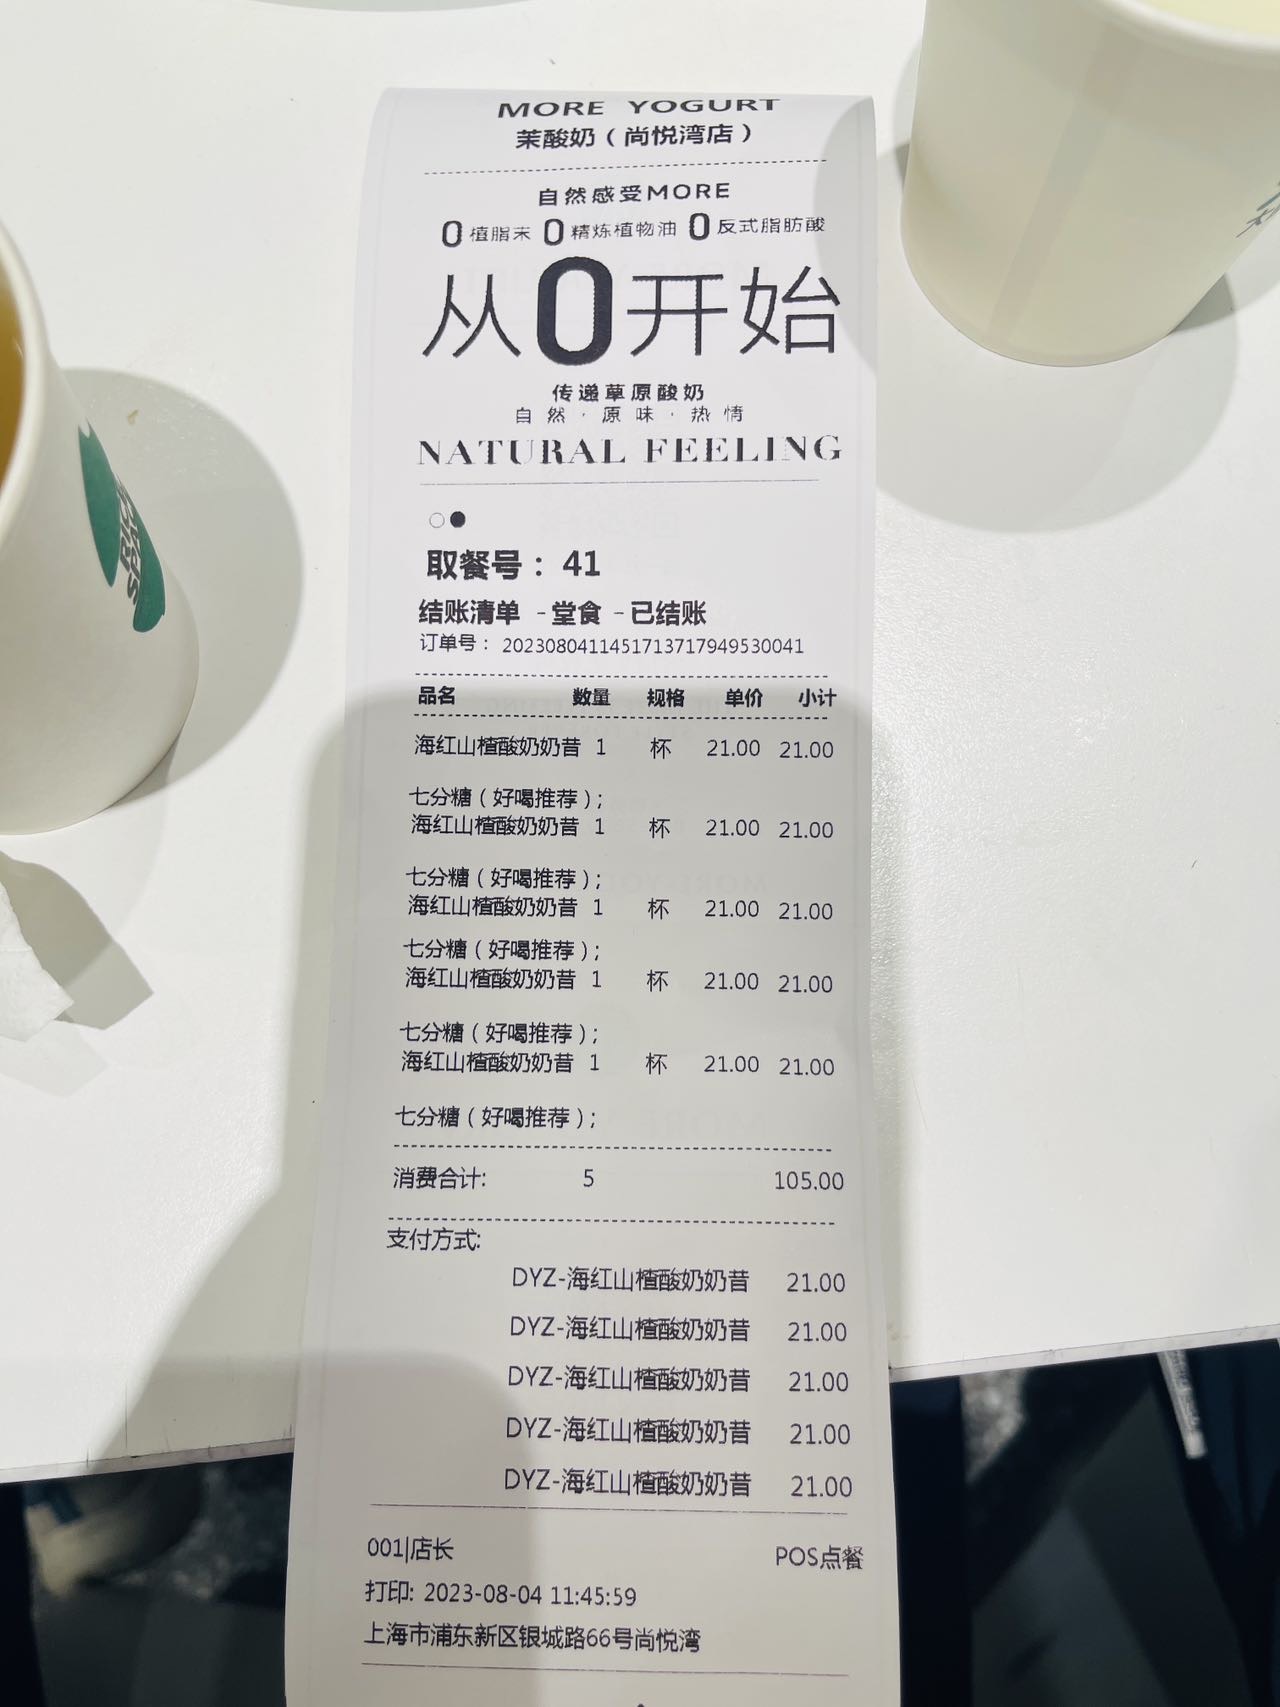 MORE YOGURT
茉酸奶（尚悦湾店）
自然感受MORE
0植脂末 0精炼植物油 0反式脂肪酸
从0开始
传递草原酸奶
自然·原味·热情
NATURAL FEELING
取餐号：41
结账清单 -堂食 -已结账
订单号：20230804114517137179495300​41
品名 数量 规格 单价 小计
海红山楂酸奶奶昔 1 杯 21.00 21.00
七分糖（好喝推荐）;
海红山楂酸奶奶昔 1 杯 21.00 21.00
七分糖（好喝推荐）;
海红山楂酸奶奶昔 1 杯 21.00 21.00
七分糖（好喝推荐）;
海红山楂酸奶奶昔 1 杯 21.00 21.00
七分糖（好喝推荐）;
海红山楂酸奶奶昔 1 杯 21.00 21.00
七分糖（好喝推荐）;
消费合计: 5 105.00
支付方式:
DYZ-海红山楂酸奶奶昔 21.00
DYZ-海红山楂酸奶奶昔 21.00
DYZ-海红山楂酸奶奶昔 21.00
DYZ-海红山楂酸奶奶昔 21.00
DYZ-海红山楂酸奶奶昔 21.00
001|店长 POS点餐
打印: 2023-08-04 11:45:59
上海市浦东新区银城路66号尚悦湾